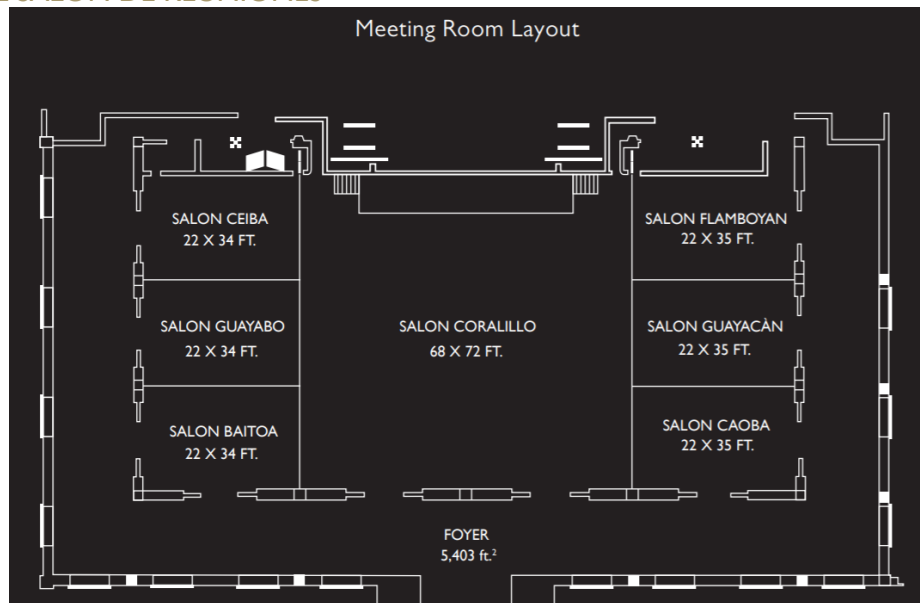 Meeting Room Layout
SALON CEIBA
22 X 34 FT.
SALON FLAMBOYAN
22 X 35 FT.
SALON GUAYABO
22 X 34 FT.
SALON CORALILLO
68 X 72 FT.
SALON GUAYACÀN
22 X 35 FT.
SALON BAITOA
22 X 34 FT.
SALON CAOBA
22 X 35 FT.
FOYER
5,403 ft.²